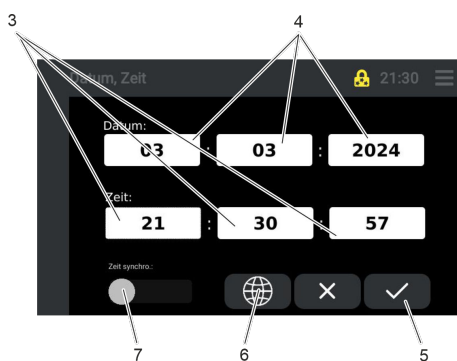 3 4
Datum, Zeit 21:30
Datum:
03 : 03 : 2024
Zeit:
21 : 30 : 57
Zeit synchro.:
7 6 5